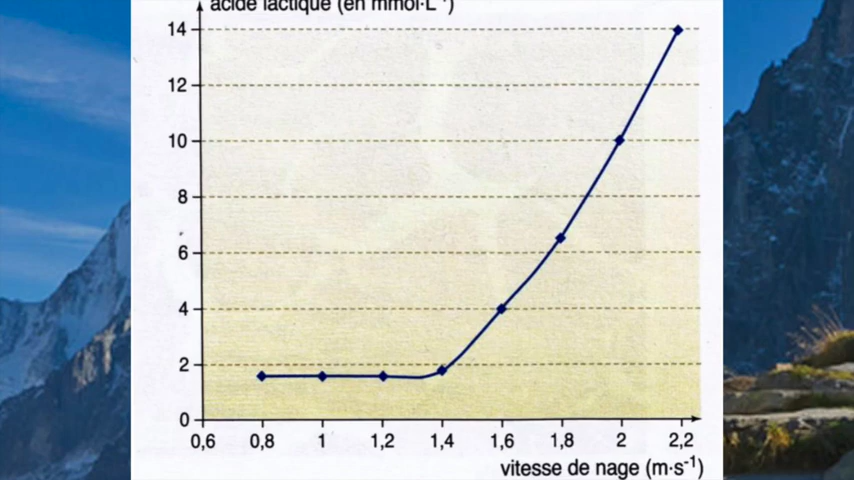 acide lactique (en mmol·L⁻¹)
14
12
10
8
6
4
2
0
0,6 0,8 1 1,2 1,4 1,6 1,8 2 2,2
vitesse de nage (m·s⁻¹)